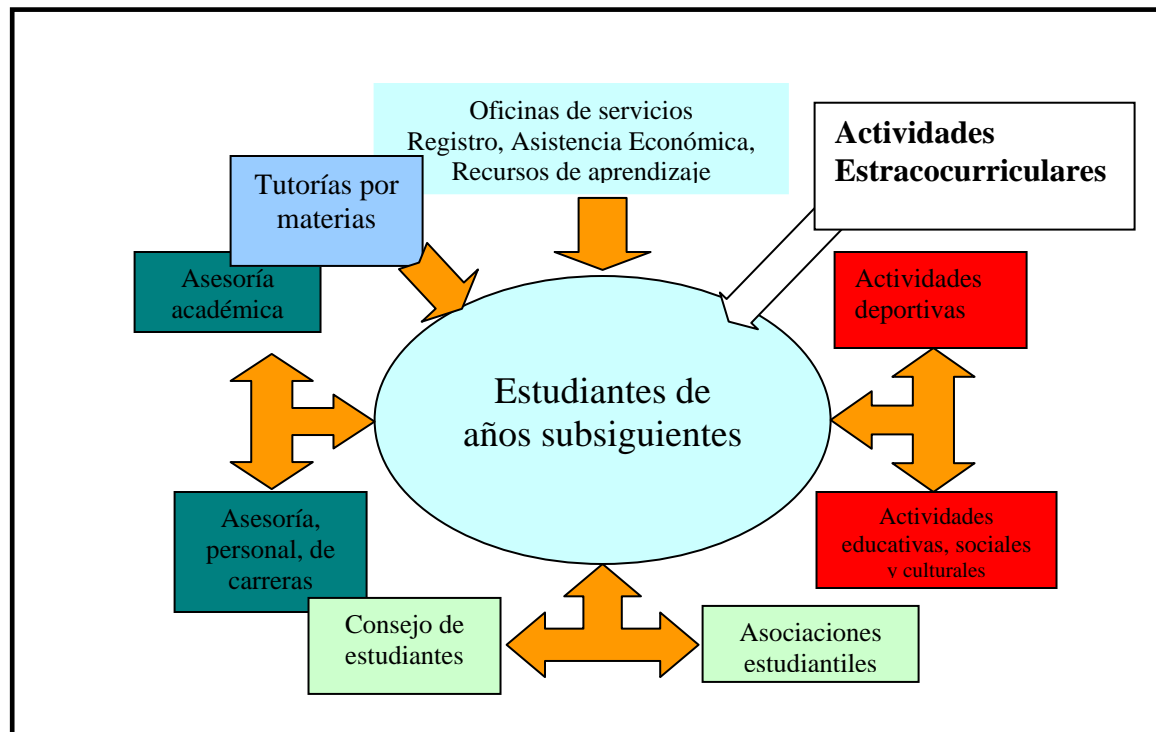 Oficinas de servicios
Registro, Asistencia Económica,
Recursos de aprendizaje
Actividades
Estracocurriculares
Tutorías por
materias
Asesoría
académica
Actividades
deportivas
Estudiantes de
años subsiguientes
Asesoría,
personal, de
carreras
Actividades
educativas, sociales
y culturales
Consejo de
estudiantes
Asociaciones
estudiantiles